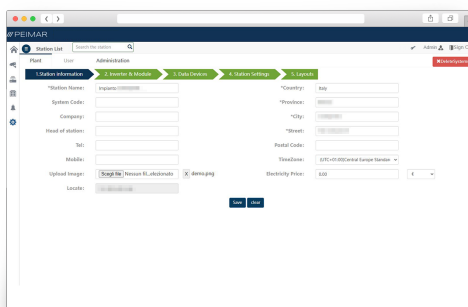 PEIMAR
Station List Search the station Admin Sign O
Plant User Administration DeleteSystem
1.Station information 2. Inverter & Module 3. Data Devices 4. Station Settings 5. Layouts
*Station Name: Impianto *Country: Italy
System Code: *Province:
Company: *City:
Head of station: *Street:
Tel: Postal Code:
Mobile: TimeZone: (UTC+01:00)Central Europe Standar
Upload Image: Scegli file Nessun fil...elezionato X demo.png Electricity Price: 0.00 €
Locate:
Save clear